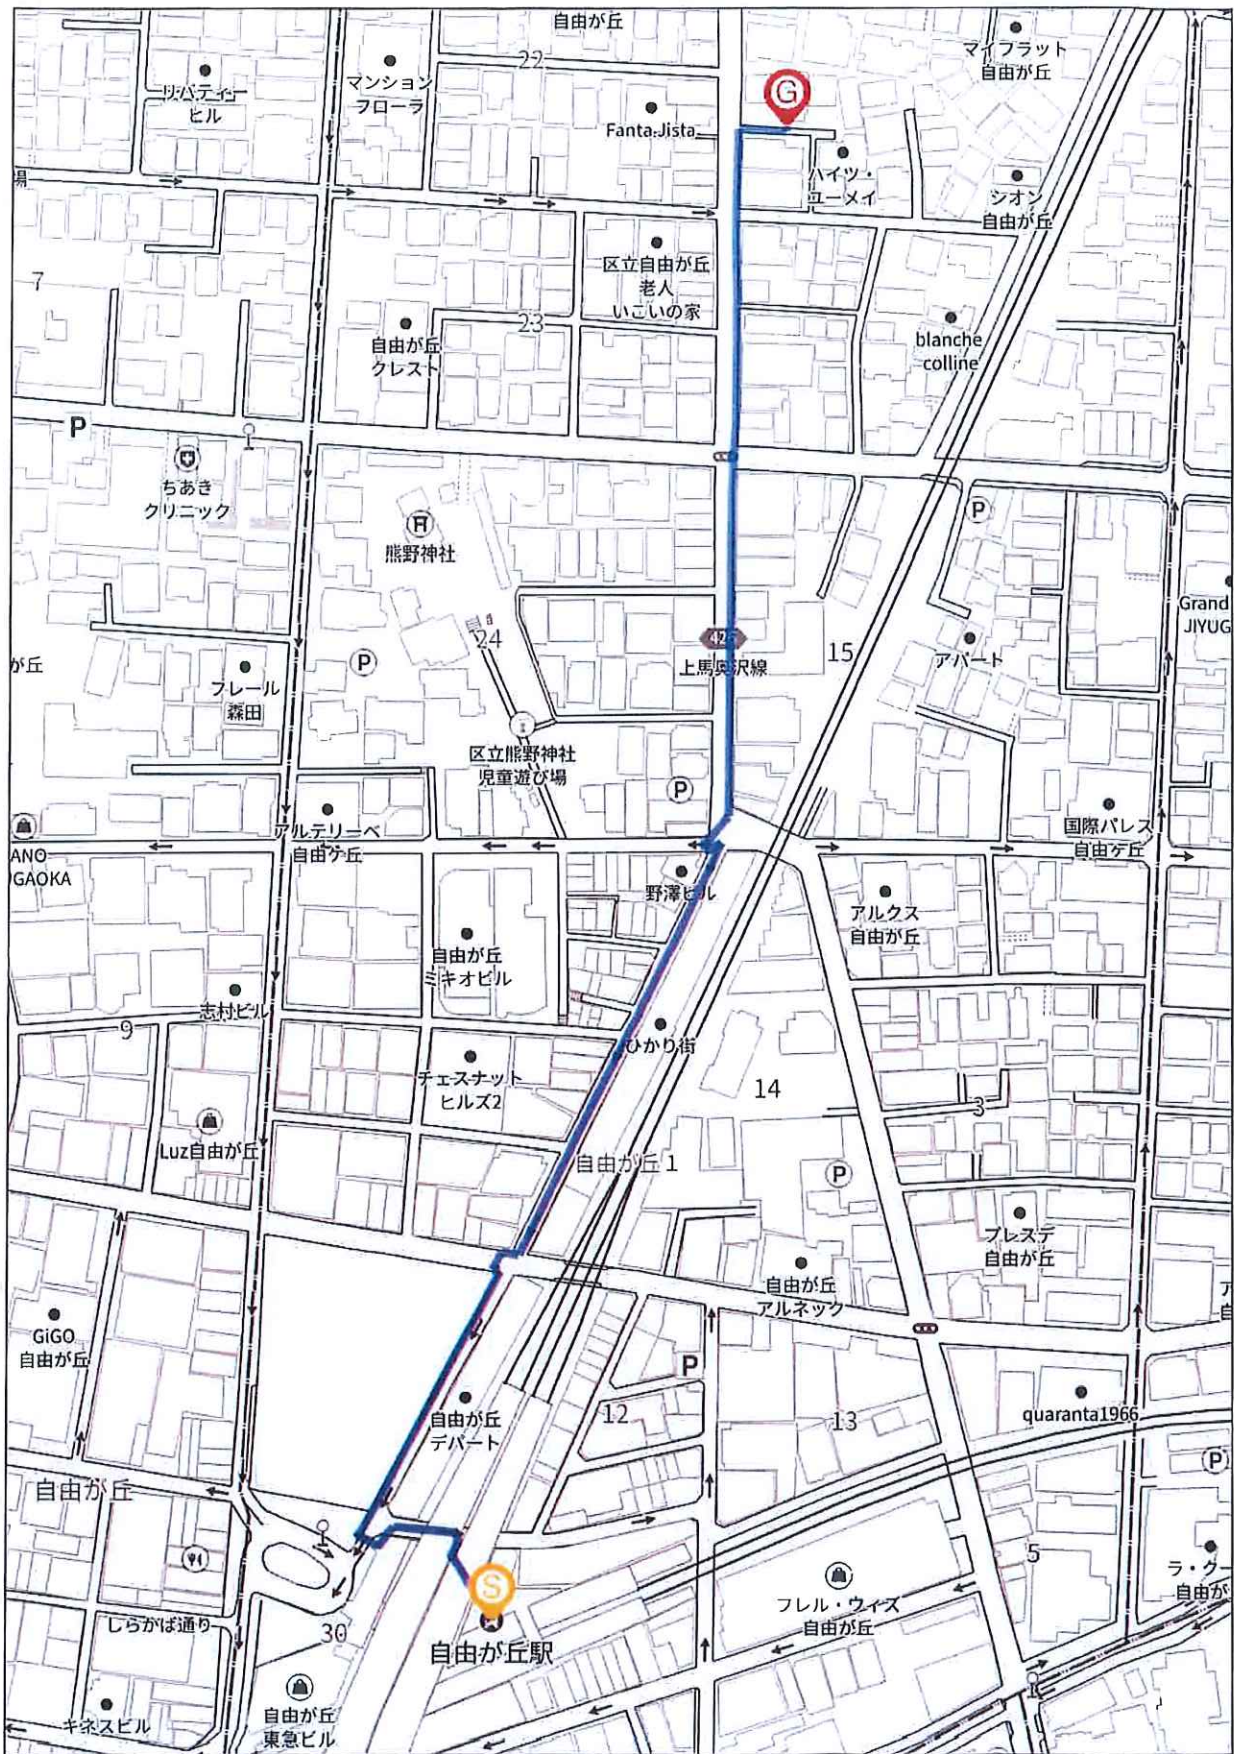 自由が丘
マイフラット
自由が丘
22
リバティー
ヒル
マンション
フローラ
G
Fanta.Jista
ハイツ・
ユーメイ
シオン
自由が丘
場
区立自由が丘
老人
いこいの家
7
23
自由が丘
クレスト
blanche
colline
P
ちあき
クリニック
熊野神社
P
Grand
JIYUG
24
426
上馬奥沢線
15
アパート
が丘
P
フレール
森田
区立熊野神社
児童遊び場
P
アルテリーベ
自由ケ丘
国際パレス
自由ケ丘
ANO
GAOKA
野澤ビル
アルクス
自由が丘
自由が丘
ミキオビル
志村ビル
9
ひかり街
チェスナット
ヒルズ2
14
3
Luz自由が丘
自由が丘1
P
プレステ
自由が丘
自由が丘
アルネック
GiGO
自由が丘
P
自由が丘
デパート
12
13
quaranta1966
P
自由が丘
S
5
ラ・グー
自由が
フレル・ウィズ
自由が丘
しらかば通り
30
自由が丘駅
キネスビル
自由が丘
東急ビル